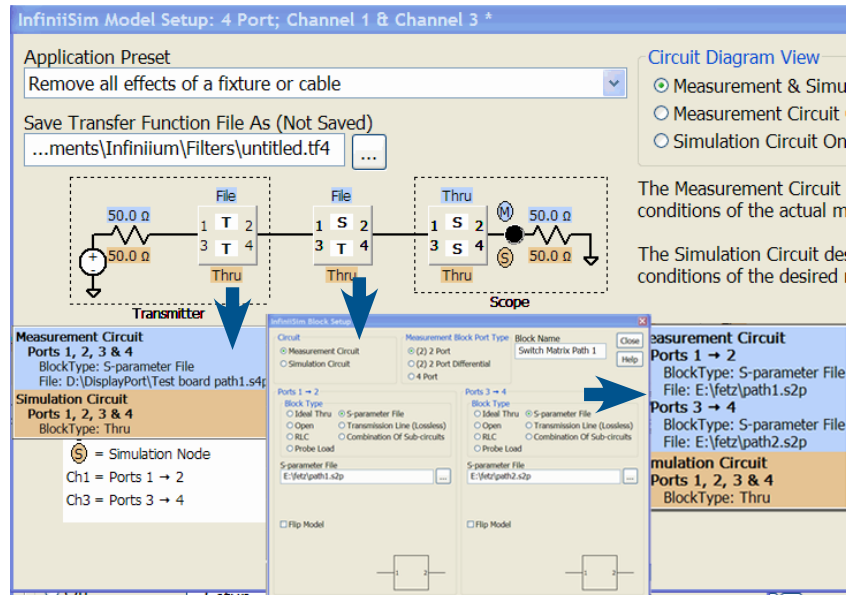 InfiniiSim Model Setup: 4 Port; Channel 1 & Channel 3 *
Application Preset
Remove all effects of a fixture or cable
Save Transfer Function File As (Not Saved)
...ments\Infiniium\Filters\untitled.tf4
...
Circuit Diagram View
Measurement & Simu
Measurement Circuit
Simulation Circuit On
The Measurement Circuit
conditions of the actual m
The Simulation Circuit des
conditions of the desired
File
File
Thru
50.0 Ω
1 T 2
1 S 2
1 S 2
M
50.0 Ω
+
-
50.0 Ω
3 T 4
3 T 4
3 S 4
S
50.0 Ω
Thru
Thru
Thru
Transmitter
Scope
Measurement Circuit
Ports 1, 2, 3 & 4
BlockType: S-parameter File
File: D:\DisplayPort\Test board path1.s4p
Simulation Circuit
Ports 1, 2, 3 & 4
BlockType: Thru
S = Simulation Node
Ch1 = Ports 1 → 2
Ch3 = Ports 3 → 4
InfiniiSim Block Setup
Circuit
Measurement Circuit
Simulation Circuit
Measurement Block Port Type
(2) 2 Port
(2) 2 Port Differential
4 Port
Block Name
Switch Matrix Path 1
Close
Help
Ports 1 → 2
Block Type
Ideal Thru S-parameter File
Open Transmission Line (Lossless)
RLC Combination Of Sub-circuits
Probe Load
S-parameter File
E:\fetz\path1.s2p
...
Flip Model
1 2
Ports 3 → 4
Block Type
Ideal Thru S-parameter File
Open Transmission Line (Lossless)
RLC Combination Of Sub-circuits
Probe Load
S-parameter File
E:\fetz\path2.s2p
...
Flip Model
1 2
easurement Circuit
Ports 1 → 2
BlockType: S-parameter File
File: E:\fetz\path1.s2p
Ports 3 → 4
BlockType: S-parameter File
File: E:\fetz\path2.s2p
mulation Circuit
Ports 1, 2, 3 & 4
BlockType: Thru